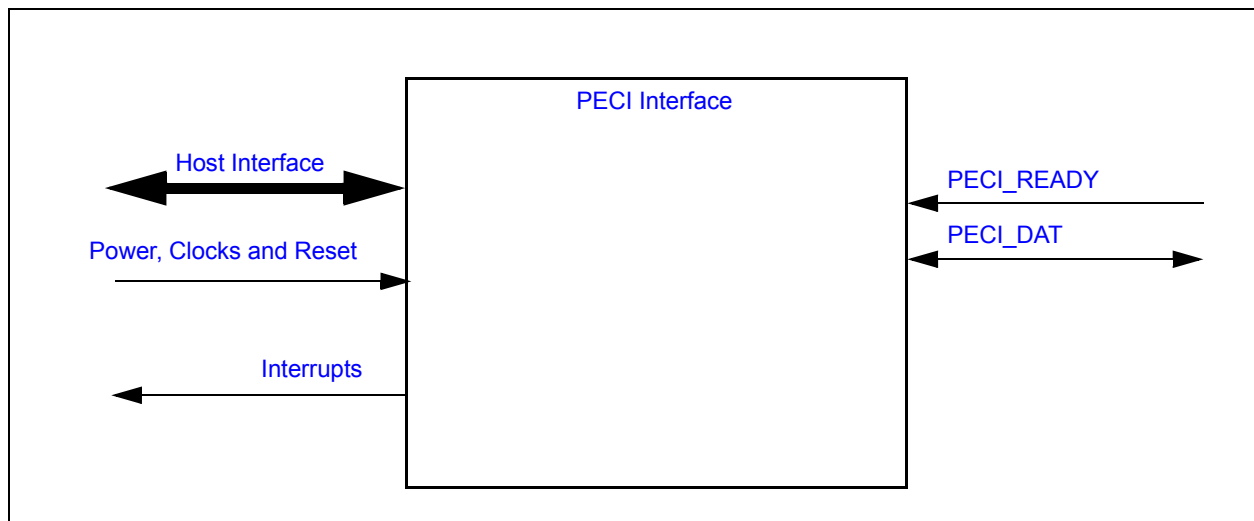 PECI Interface
Host Interface
PECI_READY
Power, Clocks and Reset
PECI_DAT
Interrupts